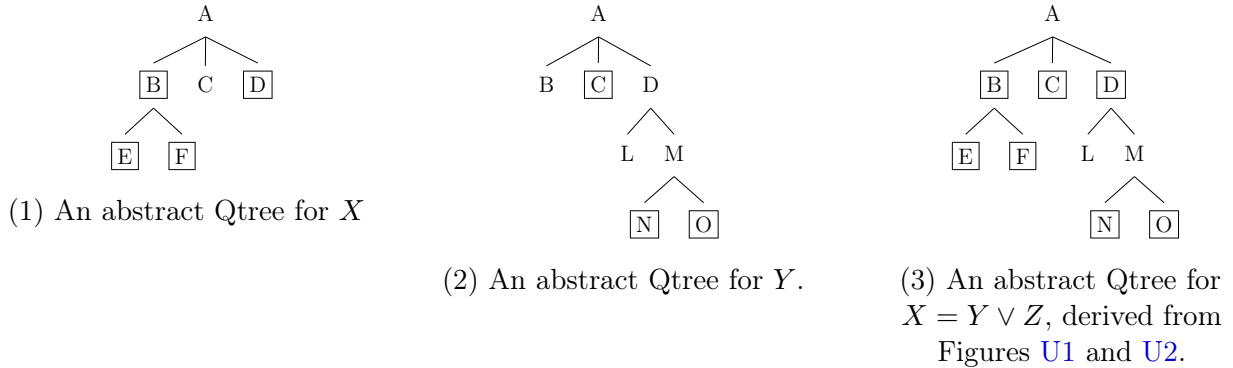 A
B C D
E F
(1) An abstract Qtree for X
A
B C D
L M
N O
(2) An abstract Qtree for Y.
A
B C D
E F L M
N O
(3) An abstract Qtree for
X = Y ∨ Z, derived from
Figures U1 and U2.